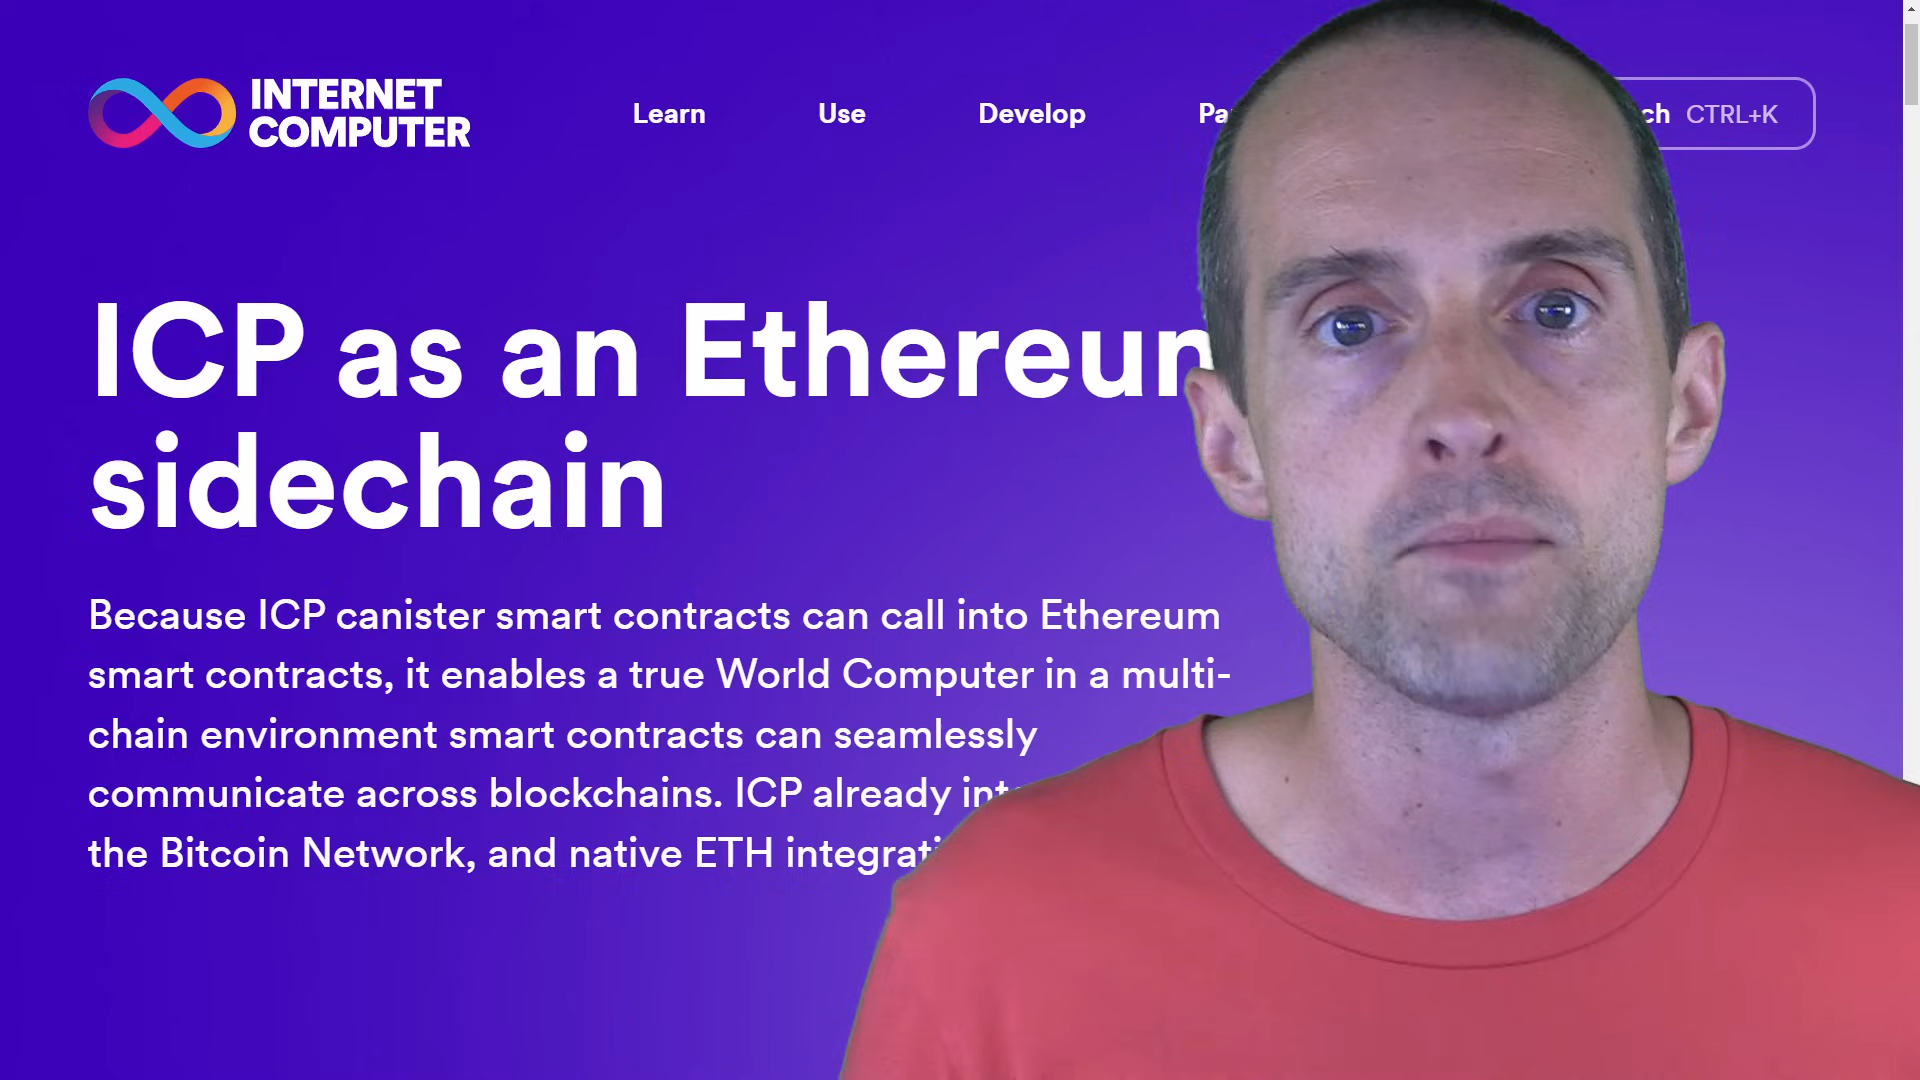 INTERNET
COMPUTER
Learn
Use
Develop
CTRL+K
ICP as an
sidechain
Because ICP canister smart contracts can call into Ethereum
smart contracts, it enables a true World Computer in a multi-
chain environment smart contracts can seamlessly
communicate across blockchains. ICP already
the Bitcoin Network, and native ETH